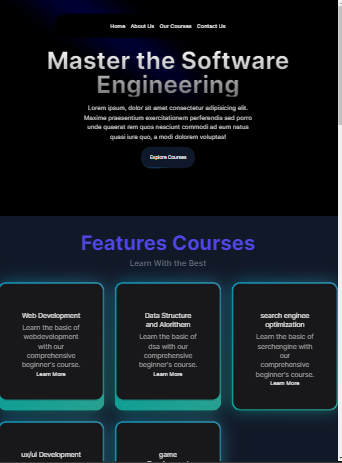 Home About Us Our Courses Contact Us
Master the Software
Engineering
Lorem ipsum, dolor sit amet consectetur adipisicing elit.
Maxime praesentium exercitationem perferendis sed porro
unde quaerat rem quos nesciunt commodi ad eum natus
quasi iure quo, a modi dolorem voluptas!
Explore Courses
Features Courses
Learn With the Best
Web Development
Learn the basic of
webdevelopment
with our
comprehensive
beginner's course.
Learn More
Data Structure
and Alorithem
Learn the basic of
dsa with our
comprehensive
beginner's course.
Learn More
search enginee
optimization
Learn the basic of
serchengine with
our
comprehensive
beginner's course.
Learn More
ux/ui Development
game